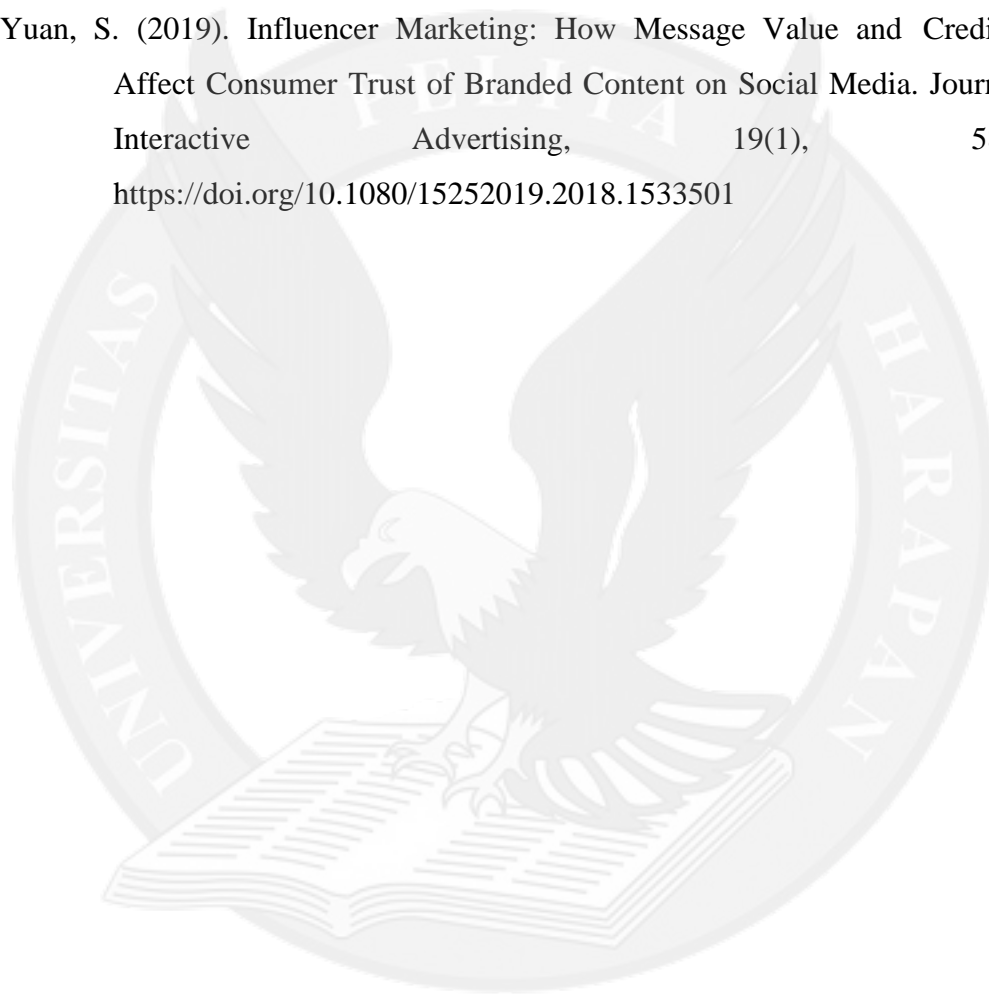 Yuan, S. (2019). Influencer Marketing: How Message Value and Credi
Affect Consumer Trust of Branded Content on Social Media. Journ
Interactive Advertising, 19(1), 5
https://doi.org/10.1080/15252019.2018.1533501
UNIVERSITAS PELITA HARAPAN